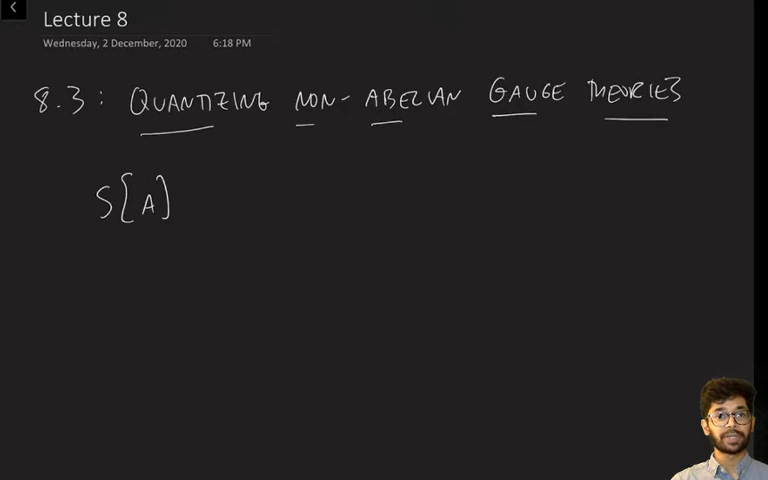 Lecture 8
Wednesday, 2 December, 2020 6:18 PM
8.3: QUANTIZING NON-ABELIAN GAUGE THEORIES
S[A]